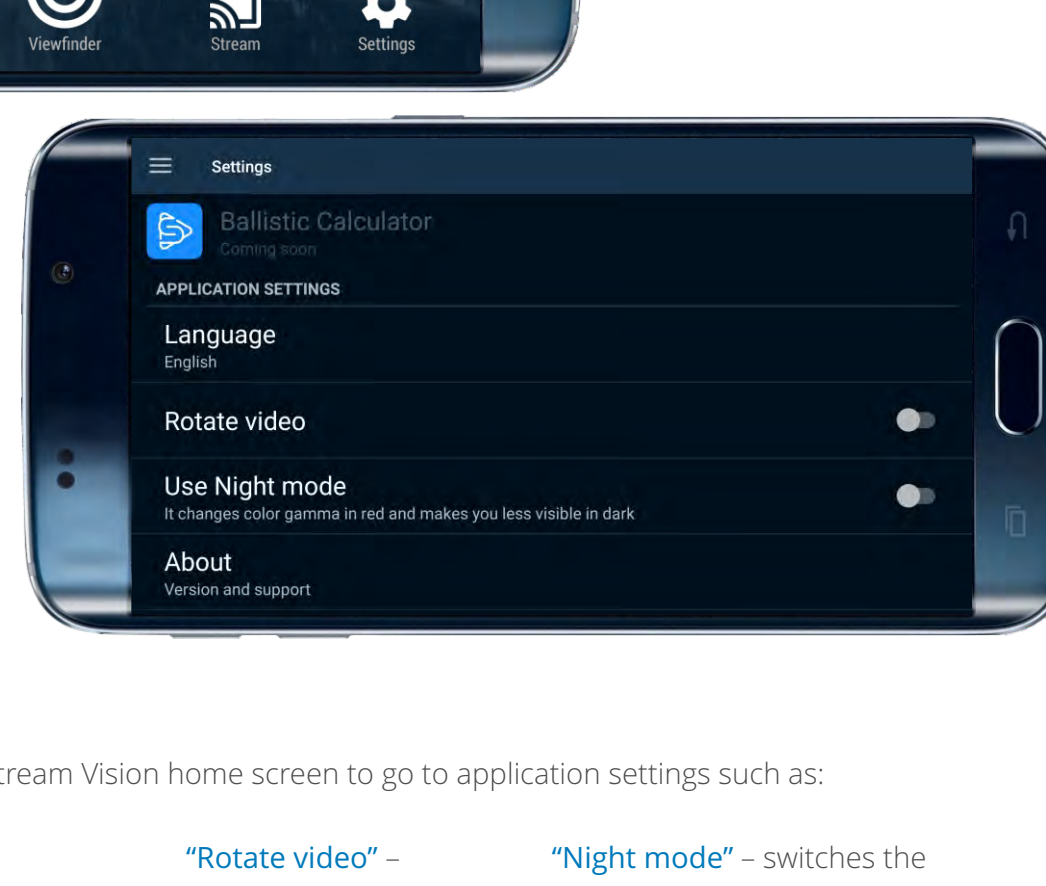 Viewfinder Stream Settings
Settings
Ballistic Calculator
Coming soon
APPLICATION SETTINGS
Language
English
Rotate video
Use Night mode
It changes color gamma in red and makes you less visible in dark
About
Version and support
tream Vision home screen to go to application settings such as:
“Rotate video” – “Night mode” – switches the